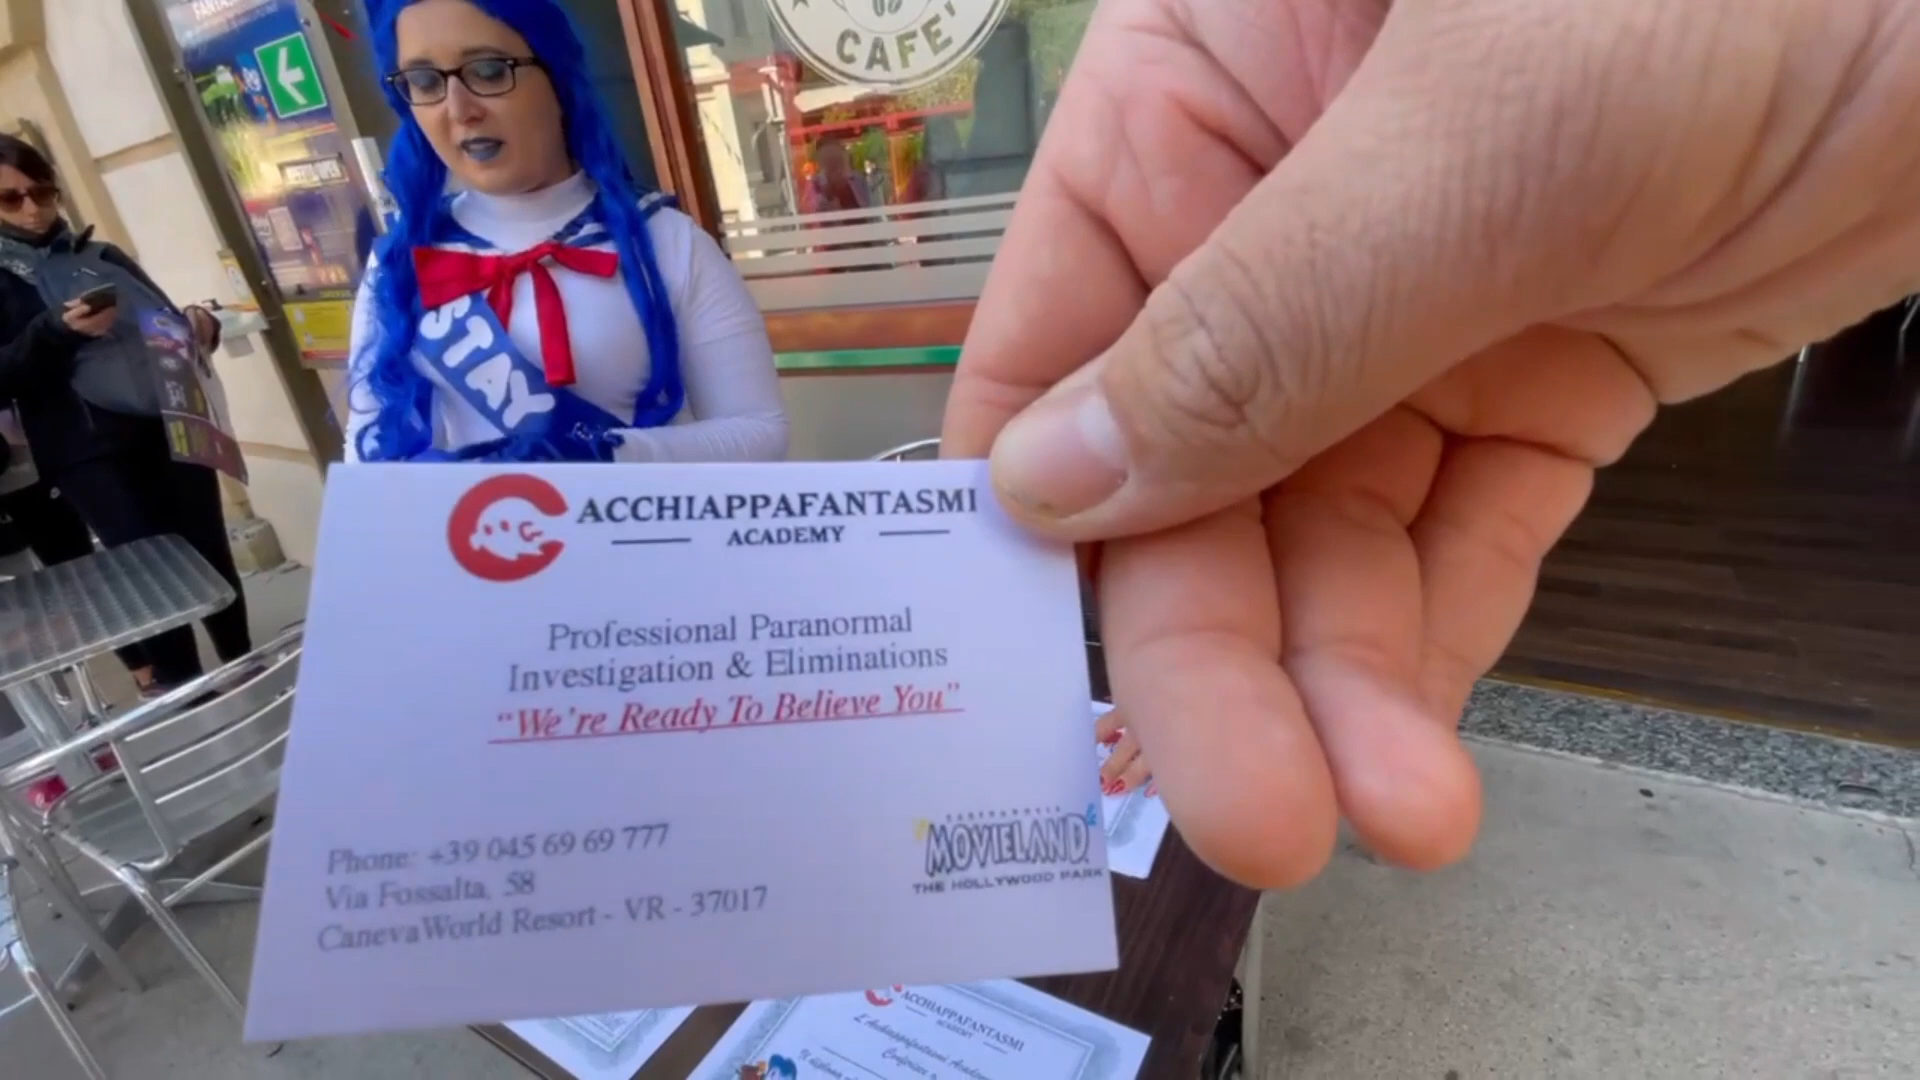 CAFE'
STAY
ACCHIAPPAFANTASMI
ACADEMY
Professional Paranormal
Investigation & Eliminations
“We're Ready To Believe You”
Phone: +39 045 69 69 777
Via Fossalta, 58
CanevaWorld Resort - VR - 37017
MOVIELAND
THE HOLLYWOOD PARK
ACCHIAPPAFANTASMI
ACADEMY